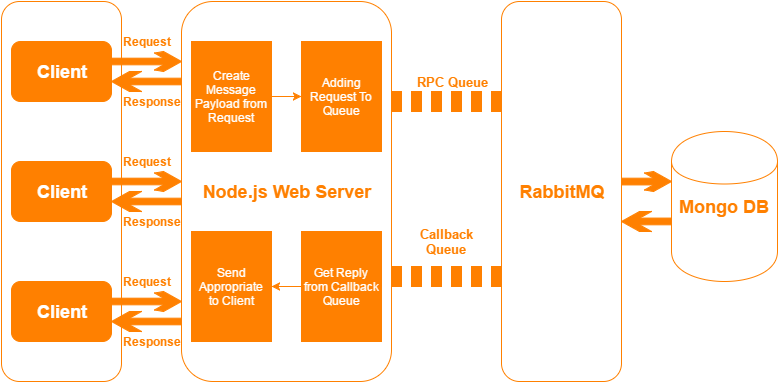 Client
Request
Response
Client
Request
Response
Client
Request
Response
Create
Message
Payload from
Request
Adding
Request To
Queue
Node.js Web Server
Send
Appropriate
to Client
Get Reply
from Callback
Queue
RPC Queue
Callback
Queue
RabbitMQ
Mongo DB